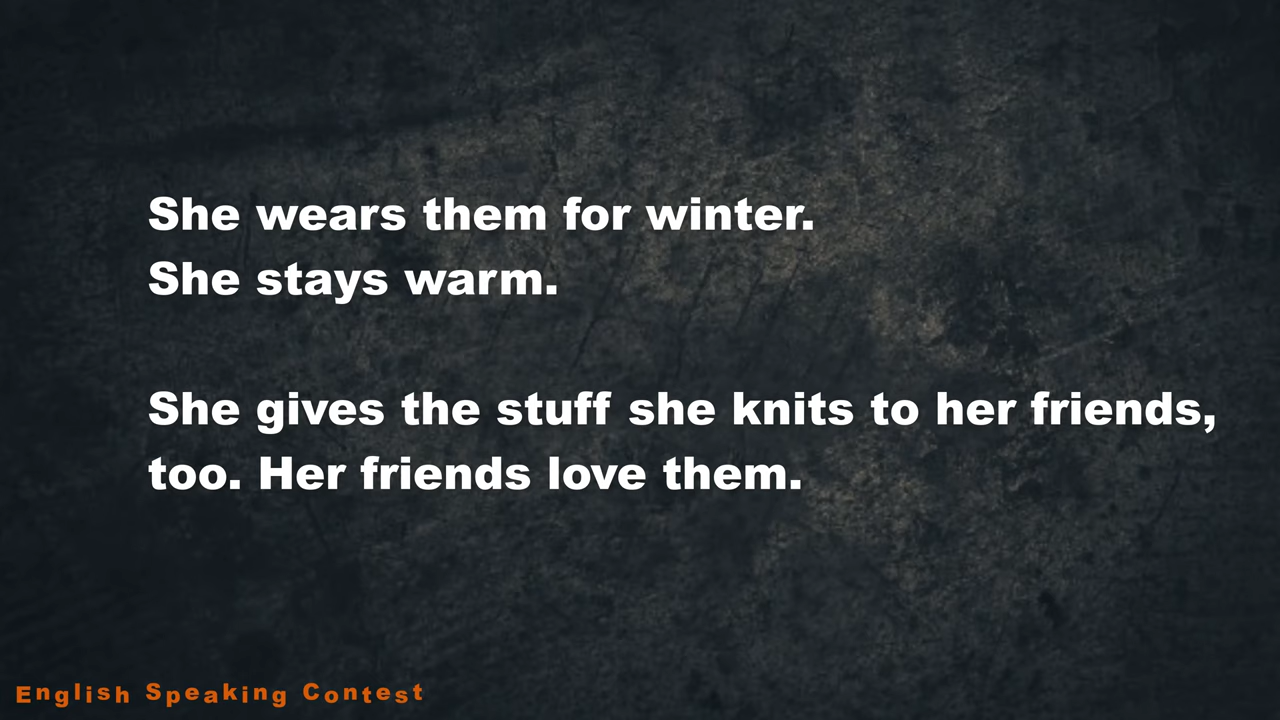 She wears them for winter.
She stays warm.
She gives the stuff she knits to her friends,
too. Her friends love them.
English Speaking Contest